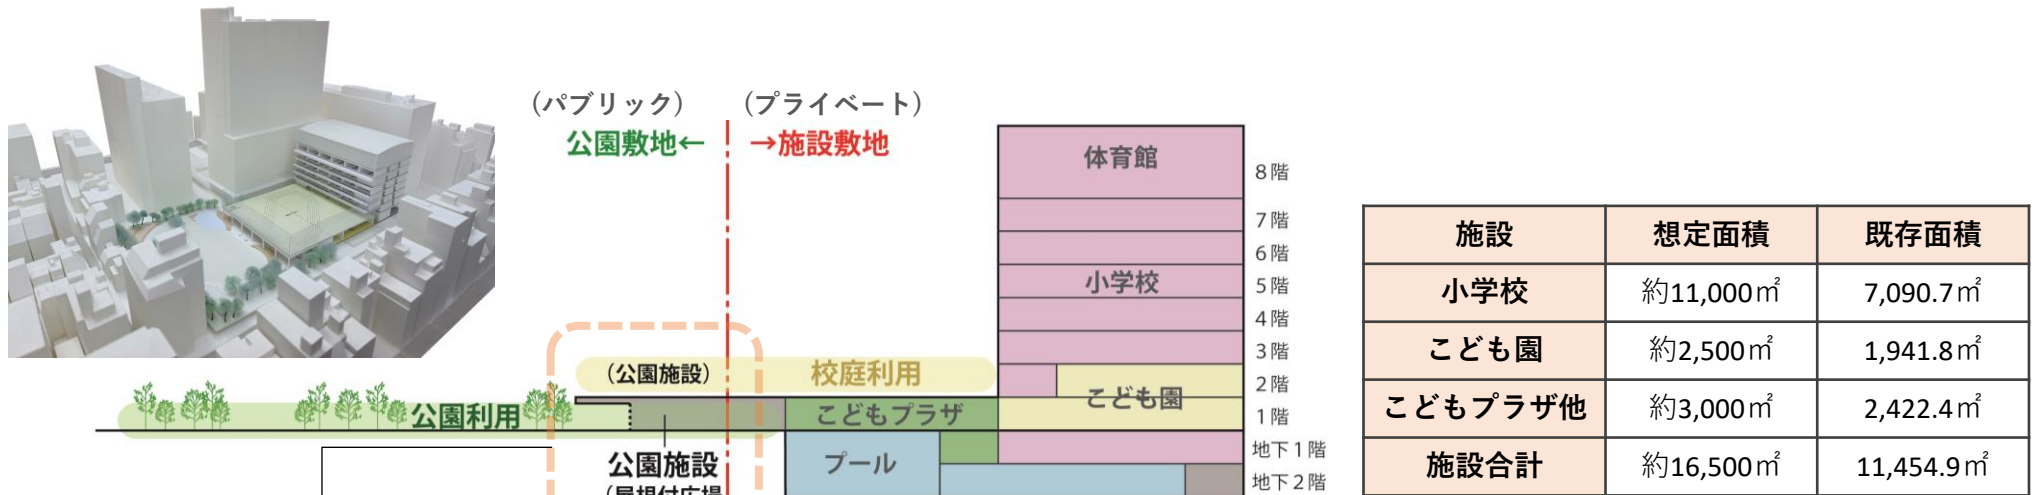 （パブリック）
（プライベート）
公園敷地←
→施設敷地
体育館
8階
7階
6階
小学校
5階
4階
3階
（公園施設）
校庭利用
2階
こども園
公園利用
こどもプラザ
1階
公園施設
プール
地下1階
（屋根付広場
地下2階
施設 想定面積 既存面積
小学校 約11,000㎡ 7,090.7㎡
こども園 約2,500㎡ 1,941.8㎡
こどもプラザ他 約3,000㎡ 2,422.4㎡
施設合計 約16,500㎡ 11,454.9㎡